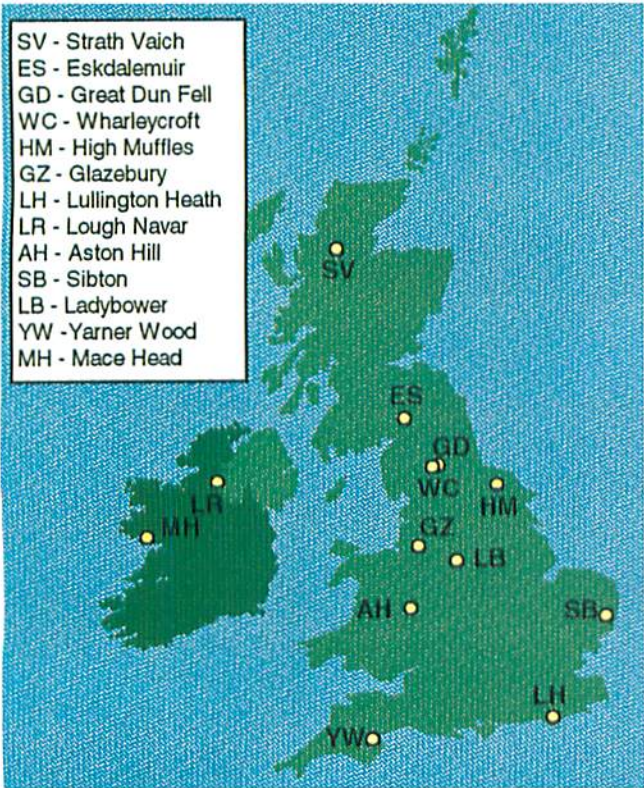 SV - Strath Vaich
ES - Eskdalemuir
GD - Great Dun Fell
WC - Wharleycroft
HM - High Muffles
GZ - Glazebury
LH - Lullington Heath
LR - Lough Navar
AH - Aston Hill
SB - Sibton
LB - Ladybower
YW -Yarner Wood
MH - Mace Head
SV
ES
GD
WC
HM
LR
MH
GZ
LB
AH
SB
LH
YW